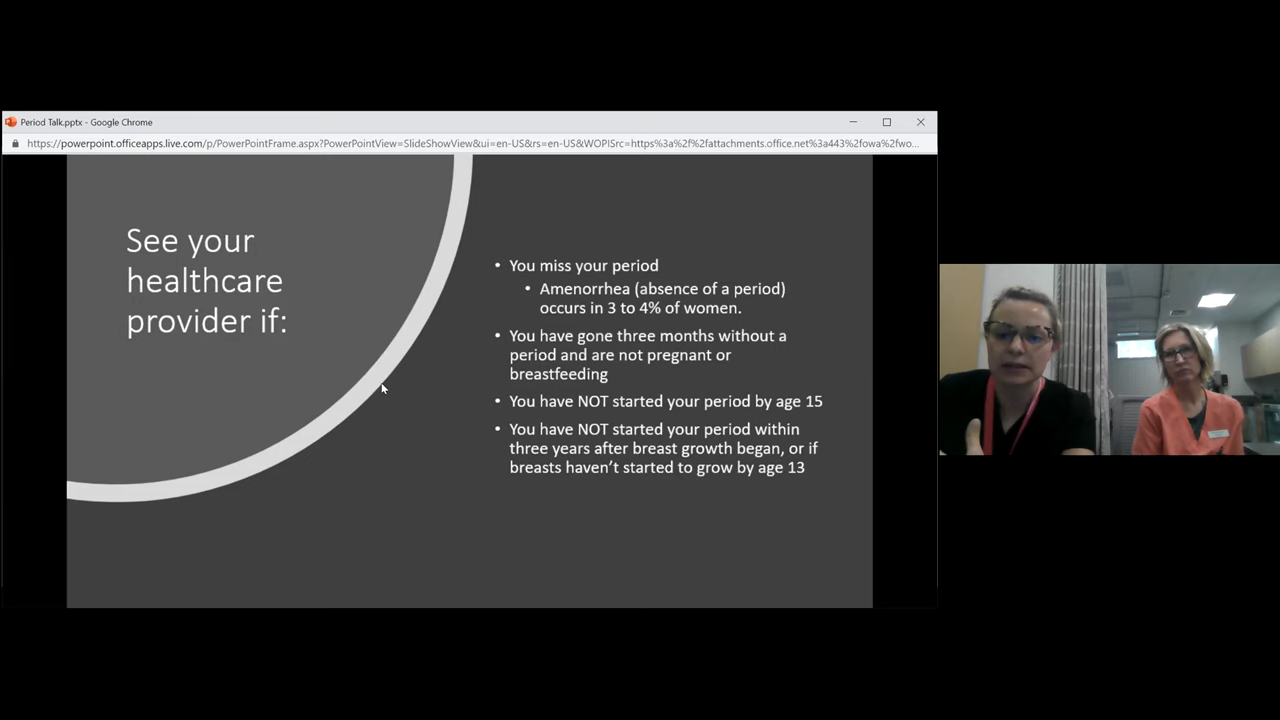 Period Talk.pptx - Google Chrome
https://powerpoint.officeapps.live.com/p/PowerPointFrame.aspx?PowerPointView=SlideShowView&ui=en-US&rs=en-US&WOPISrc=https%3a%2f%2fattachments.office.net%3a443%2fowa%2fwo...
See your
healthcare
provider if:
• You miss your period
• Amenorrhea (absence of a period)
occurs in 3 to 4% of women.
• You have gone three months without a
period and are not pregnant or
breastfeeding
• You have NOT started your period by age 15
• You have NOT started your period within
three years after breast growth began, or if
breasts haven't started to grow by age 13